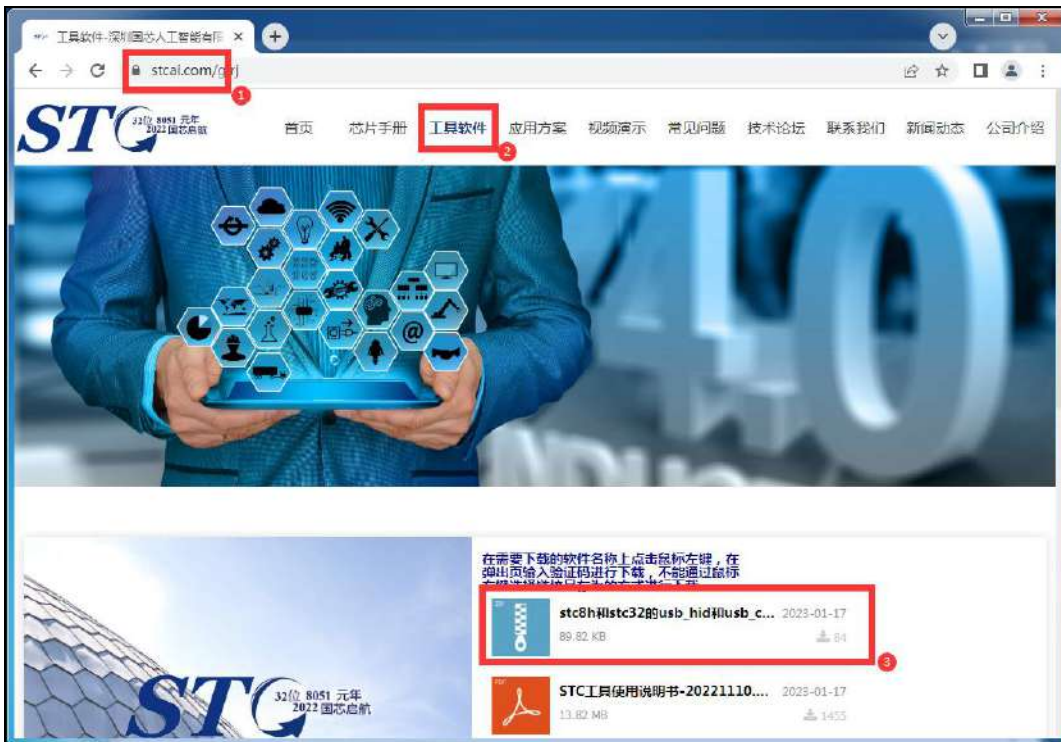 工具软件-深圳国芯人工智能有限
stcai.com/gjrj
1
STC
32位 8051 元年
2022 国芯启航
首页 芯片手册 工具软件 应用方案 视频演示 常见问题 技术论坛 联系我们 新闻动态 公司介绍
2
4.0
在需要下载的软件名称上点击鼠标左键，在
弹出页输入验证码进行下载，不能通过鼠标
stc8h和stc32的usb_hid和usb_c... 2023-01-17
89.82 KB 84
3
STC工具使用说明书-20221110.... 2023-01-17
13.82 MB 1455
STC
32位 8051 元年
2022 国芯启航